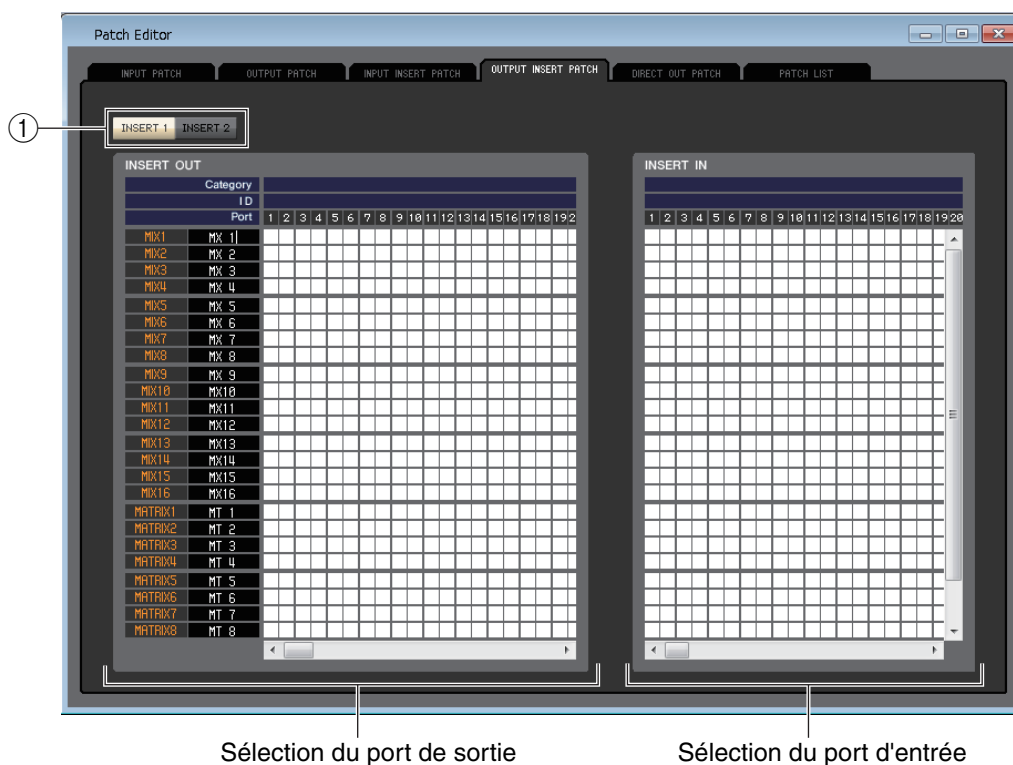 Patch Editor
INPUT PATCH OUTPUT PATCH INPUT INSERT PATCH OUTPUT INSERT PATCH DIRECT OUT PATCH PATCH LIST
1
INSERT 1 INSERT 2
INSERT OUT INSERT IN
Category
ID
Port 1 2 3 4 5 6 7 8 9 10 11 12 13 14 15 16 17 18 19 2 1 2 3 4 5 6 7 8 9 10 11 12 13 14 15 16 17 18 19 20
MIX1 MX 1
MIX2 MX 2
MIX3 MX 3
MIX4 MX 4
MIX5 MX 5
MIX6 MX 6
MIX7 MX 7
MIX8 MX 8
MIX9 MX 9
MIX10 MX10
MIX11 MX11
MIX12 MX12
MIX13 MX13
MIX14 MX14
MIX15 MX15
MIX16 MX16
MATRIX1 MT 1
MATRIX2 MT 2
MATRIX3 MT 3
MATRIX4 MT 4
MATRIX5 MT 5
MATRIX6 MT 6
MATRIX7 MT 7
MATRIX8 MT 8
Sélection du port de sortie Sélection du port d'entrée